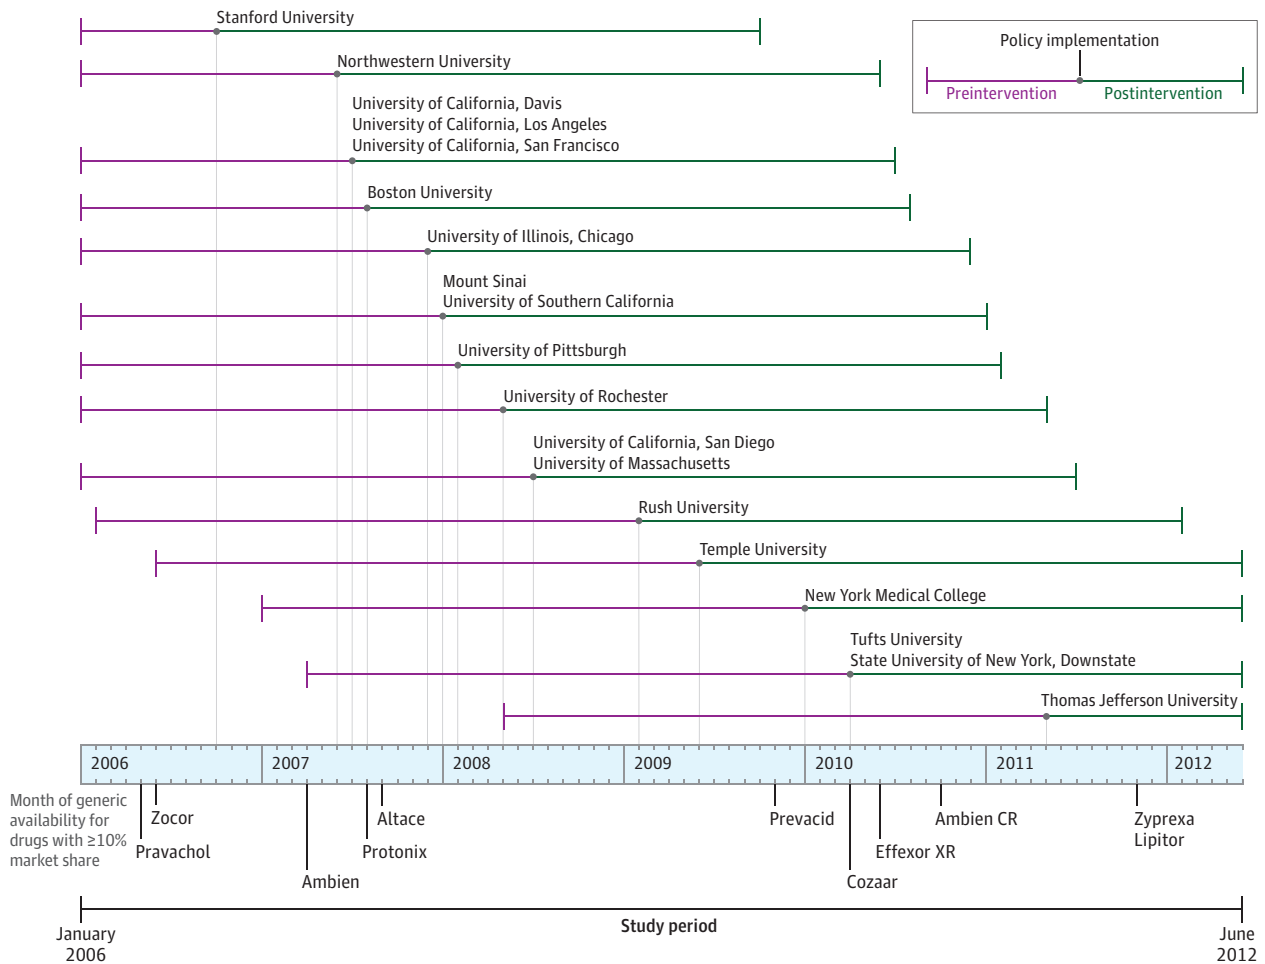 Stanford University
Policy implementation
Preintervention
Postintervention
Northwestern University
University of California, Davis
University of California, Los Angeles
University of California, San Francisco
Boston University
University of Illinois, Chicago
Mount Sinai
University of Southern California
University of Pittsburgh
University of Rochester
University of California, San Diego
University of Massachusetts
Rush University
Temple University
New York Medical College
Tufts University
State University of New York, Downstate
Thomas Jefferson University
2006 2007 2008 2009 2010 2011 2012
Month of generic
availability for
drugs with ≥10%
market share
Zocor
Pravachol
Ambien
Altace
Protonix
Prevacid
Cozaar
Effexor XR
Ambien CR
Zyprexa
Lipitor
Study period
January
2006
June
2012